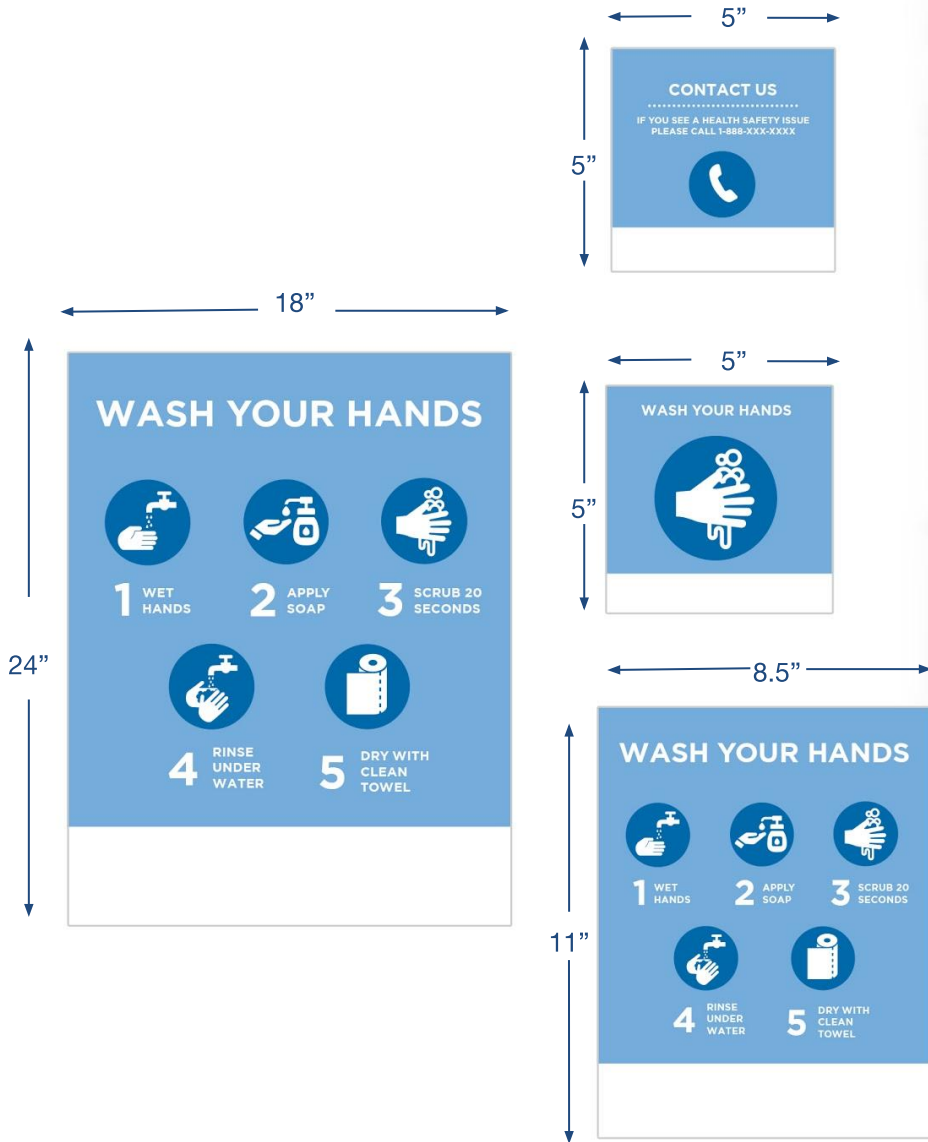 5”
5”
CONTACT US
IF YOU SEE A HEALTH SAFETY ISSUE
PLEASE CALL 1-888-XXX-XXXX
18”
24”
WASH YOUR HANDS
1 WET
HANDS
2 APPLY
SOAP
3 SCRUB 20
SECONDS
4 RINSE
UNDER
WATER
5 DRY WITH
CLEAN
TOWEL
5”
5”
WASH YOUR HANDS
8.5”
11”
WASH YOUR HANDS
1 WET
HANDS
2 APPLY
SOAP
3 SCRUB 20
SECONDS
4 RINSE
UNDER
WATER
5 DRY WITH
CLEAN
TOWEL